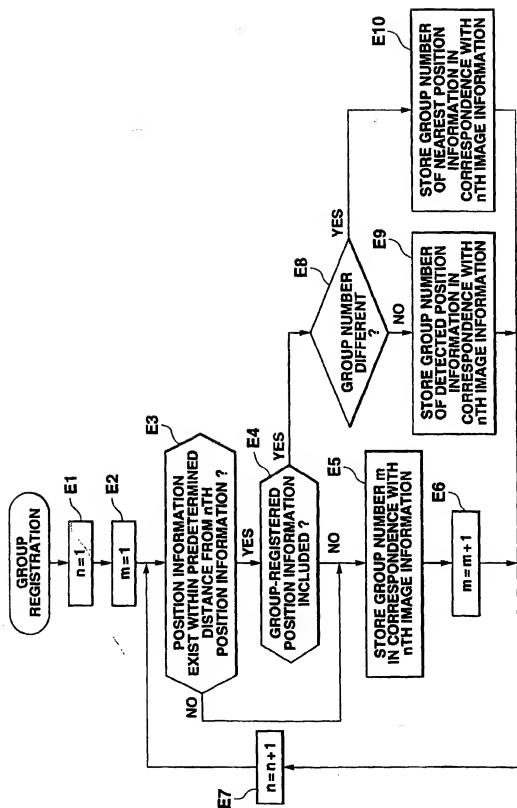 GROUP
REGISTRATION
E1
n=1
E2
m=1
E3
POSITION INFORMATION
EXIST WITHIN PREDETERMINED
DISTANCE FROM nTH
POSITION INFORMATION ?
NO
YES
E4
GROUP-REGISTERED
POSITION INFORMATION
INCLUDED ?
YES
NO
E5
STORE GROUP NUMBER m
IN CORRESPONDENCE WITH
nTH IMAGE INFORMATION
E6
m=m+1
E7
n=n+1
E8
GROUP NUMBER
DIFFERENT
?
YES
NO
E9
STORE GROUP NUMBER
OF DETECTED POSITION
INFORMATION IN
CORRESPONDENCE WITH
nTH IMAGE INFORMATION
E10
STORE GROUP NUMBER
OF NEAREST POSITION
INFORMATION IN
CORRESPONDENCE WITH
nTH IMAGE INFORMATION